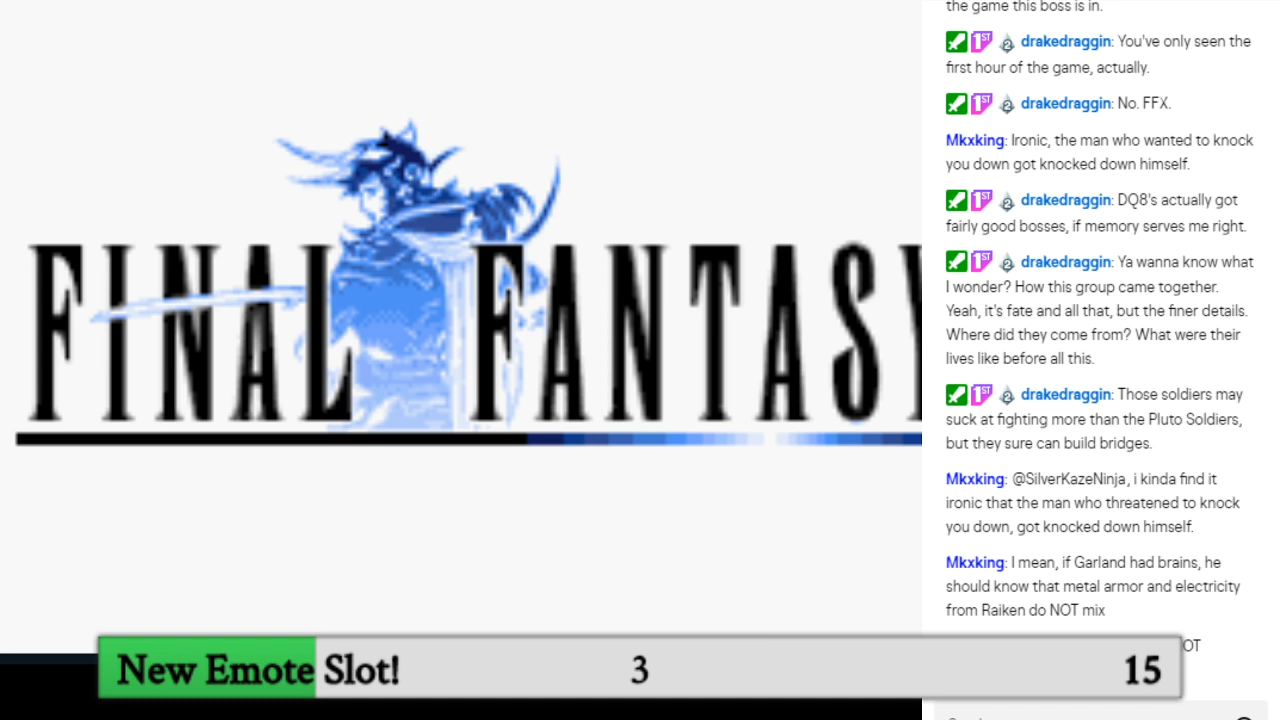 FINAL FANTASY
New Emote Slot! 3 15
the game this boss is in.
drakedraggin: You've only seen the
first hour of the game, actually.
drakedraggin: No. FFX.
Mkxking: Ironic, the man who wanted to knock
you down got knocked down himself.
drakedraggin: DQ8's actually got
fairly good bosses, if memory serves me right.
drakedraggin: Ya wanna know what
I wonder? How this group came together.
Yeah, it's fate and all that, but the finer details.
Where did they come from? What were their
lives like before all this.
drakedraggin: Those soldiers may
suck at fighting more than the Pluto Soldiers,
but they sure can build bridges.
Mkxking: @SilverKazeNinja, i kinda find it
ironic that the man who threatened to knock
you down, got knocked down himself.
Mkxking: I mean, if Garland had brains, he
should know that metal armor and electricity
from Raiken do NOT mix
OT